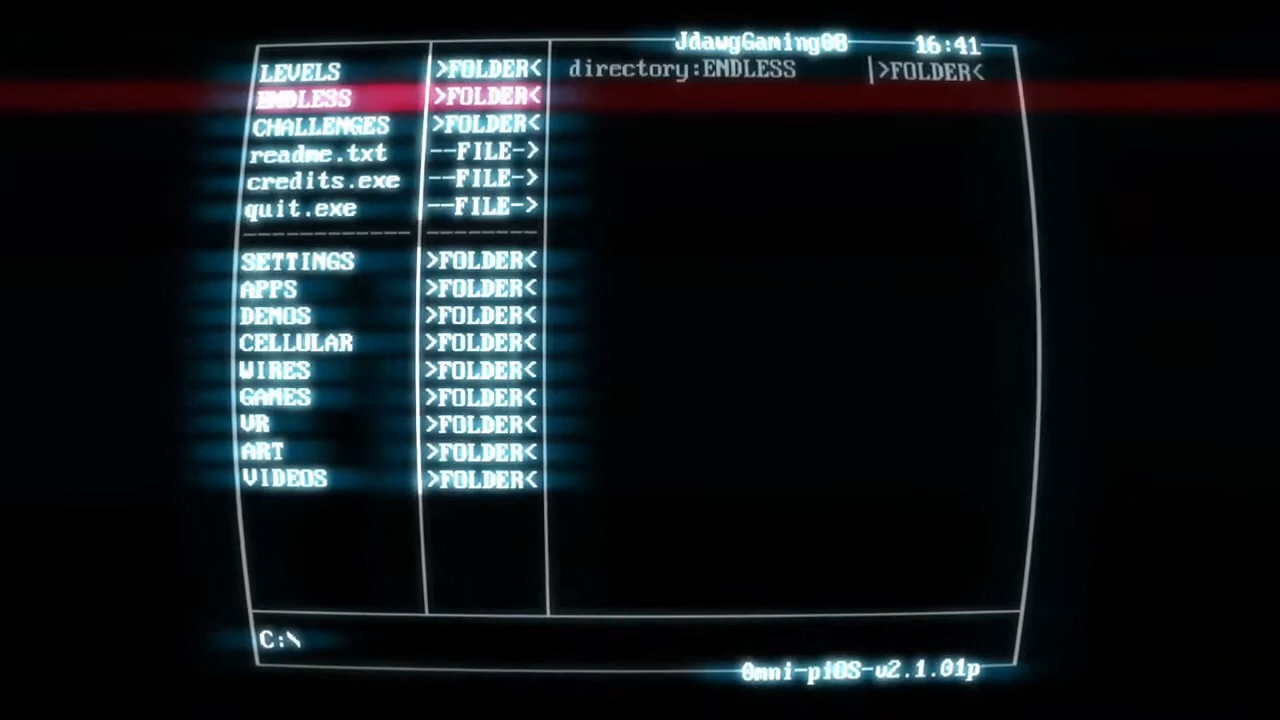 JdawgGaming08 16:41
LEVELS >FOLDER< directory:ENDLESS |>FOLDER<
ENDLESS >FOLDER<
CHALLENGES >FOLDER<
readme.txt --FILE->
credits.exe --FILE->
quit.exe --FILE->
SETTINGS >FOLDER<
APPS >FOLDER<
DEMOS >FOLDER<
CELLULAR >FOLDER<
WIRES >FOLDER<
GAMES >FOLDER<
VR >FOLDER<
ART >FOLDER<
VIDEOS >FOLDER<
C:\
0mni-piOS-v2.1.01p